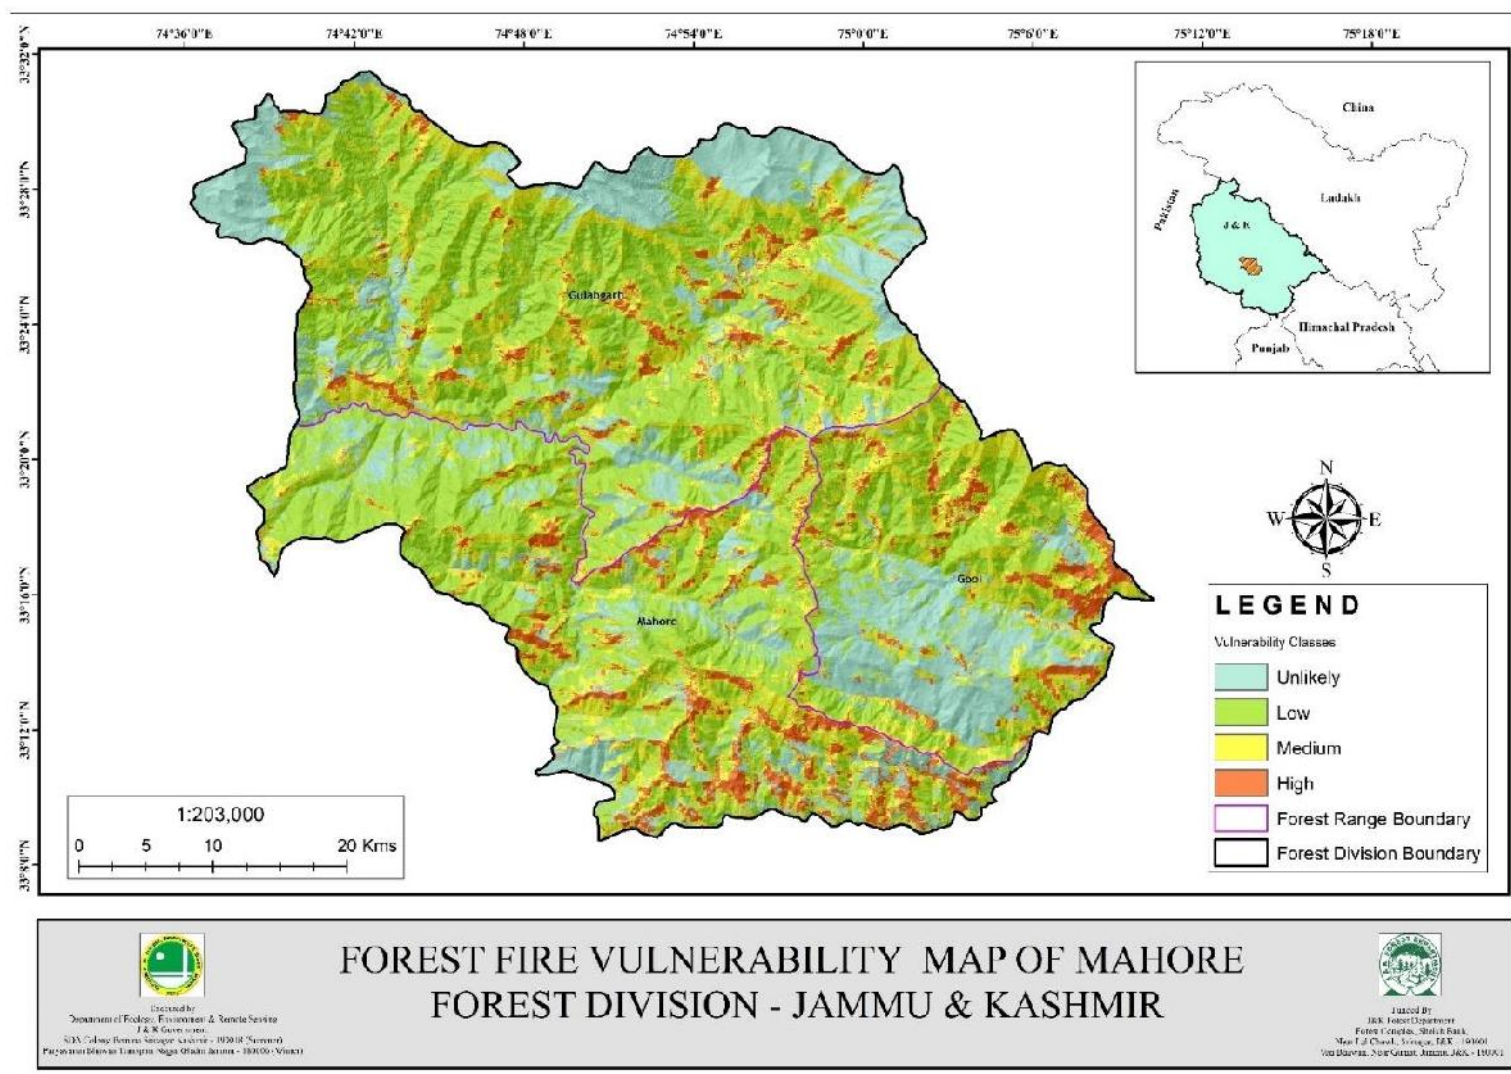 74°36'0"E 74°42'0"E 74°48'0"E 74°54'0"E 75°0'0"E 75°6'0"E 75°12'0"E 75°18'0"E
33°32'0"N
33°28'0"N
33°24'0"N
33°20'0"N
33°16'0"N
33°12'0"N
33°8'0"N
China
Ladakh
Pakistan
J & K
Himachal Pradesh
Punjab
Gulabgarh
Gool
Mahore
N
W E
S
LEGEND
Vulnerability Classes
Unlikely
Low
Medium
High
Forest Range Boundary
Forest Division Boundary
1:203,000
0 5 10 20 Kms
FOREST FIRE VULNERABILITY MAP OF MAHORE
FOREST DIVISION - JAMMU & KASHMIR
Department of Ecology, Environment & Remote Sensing
J & K Government
Funded By
J&K Forest Department